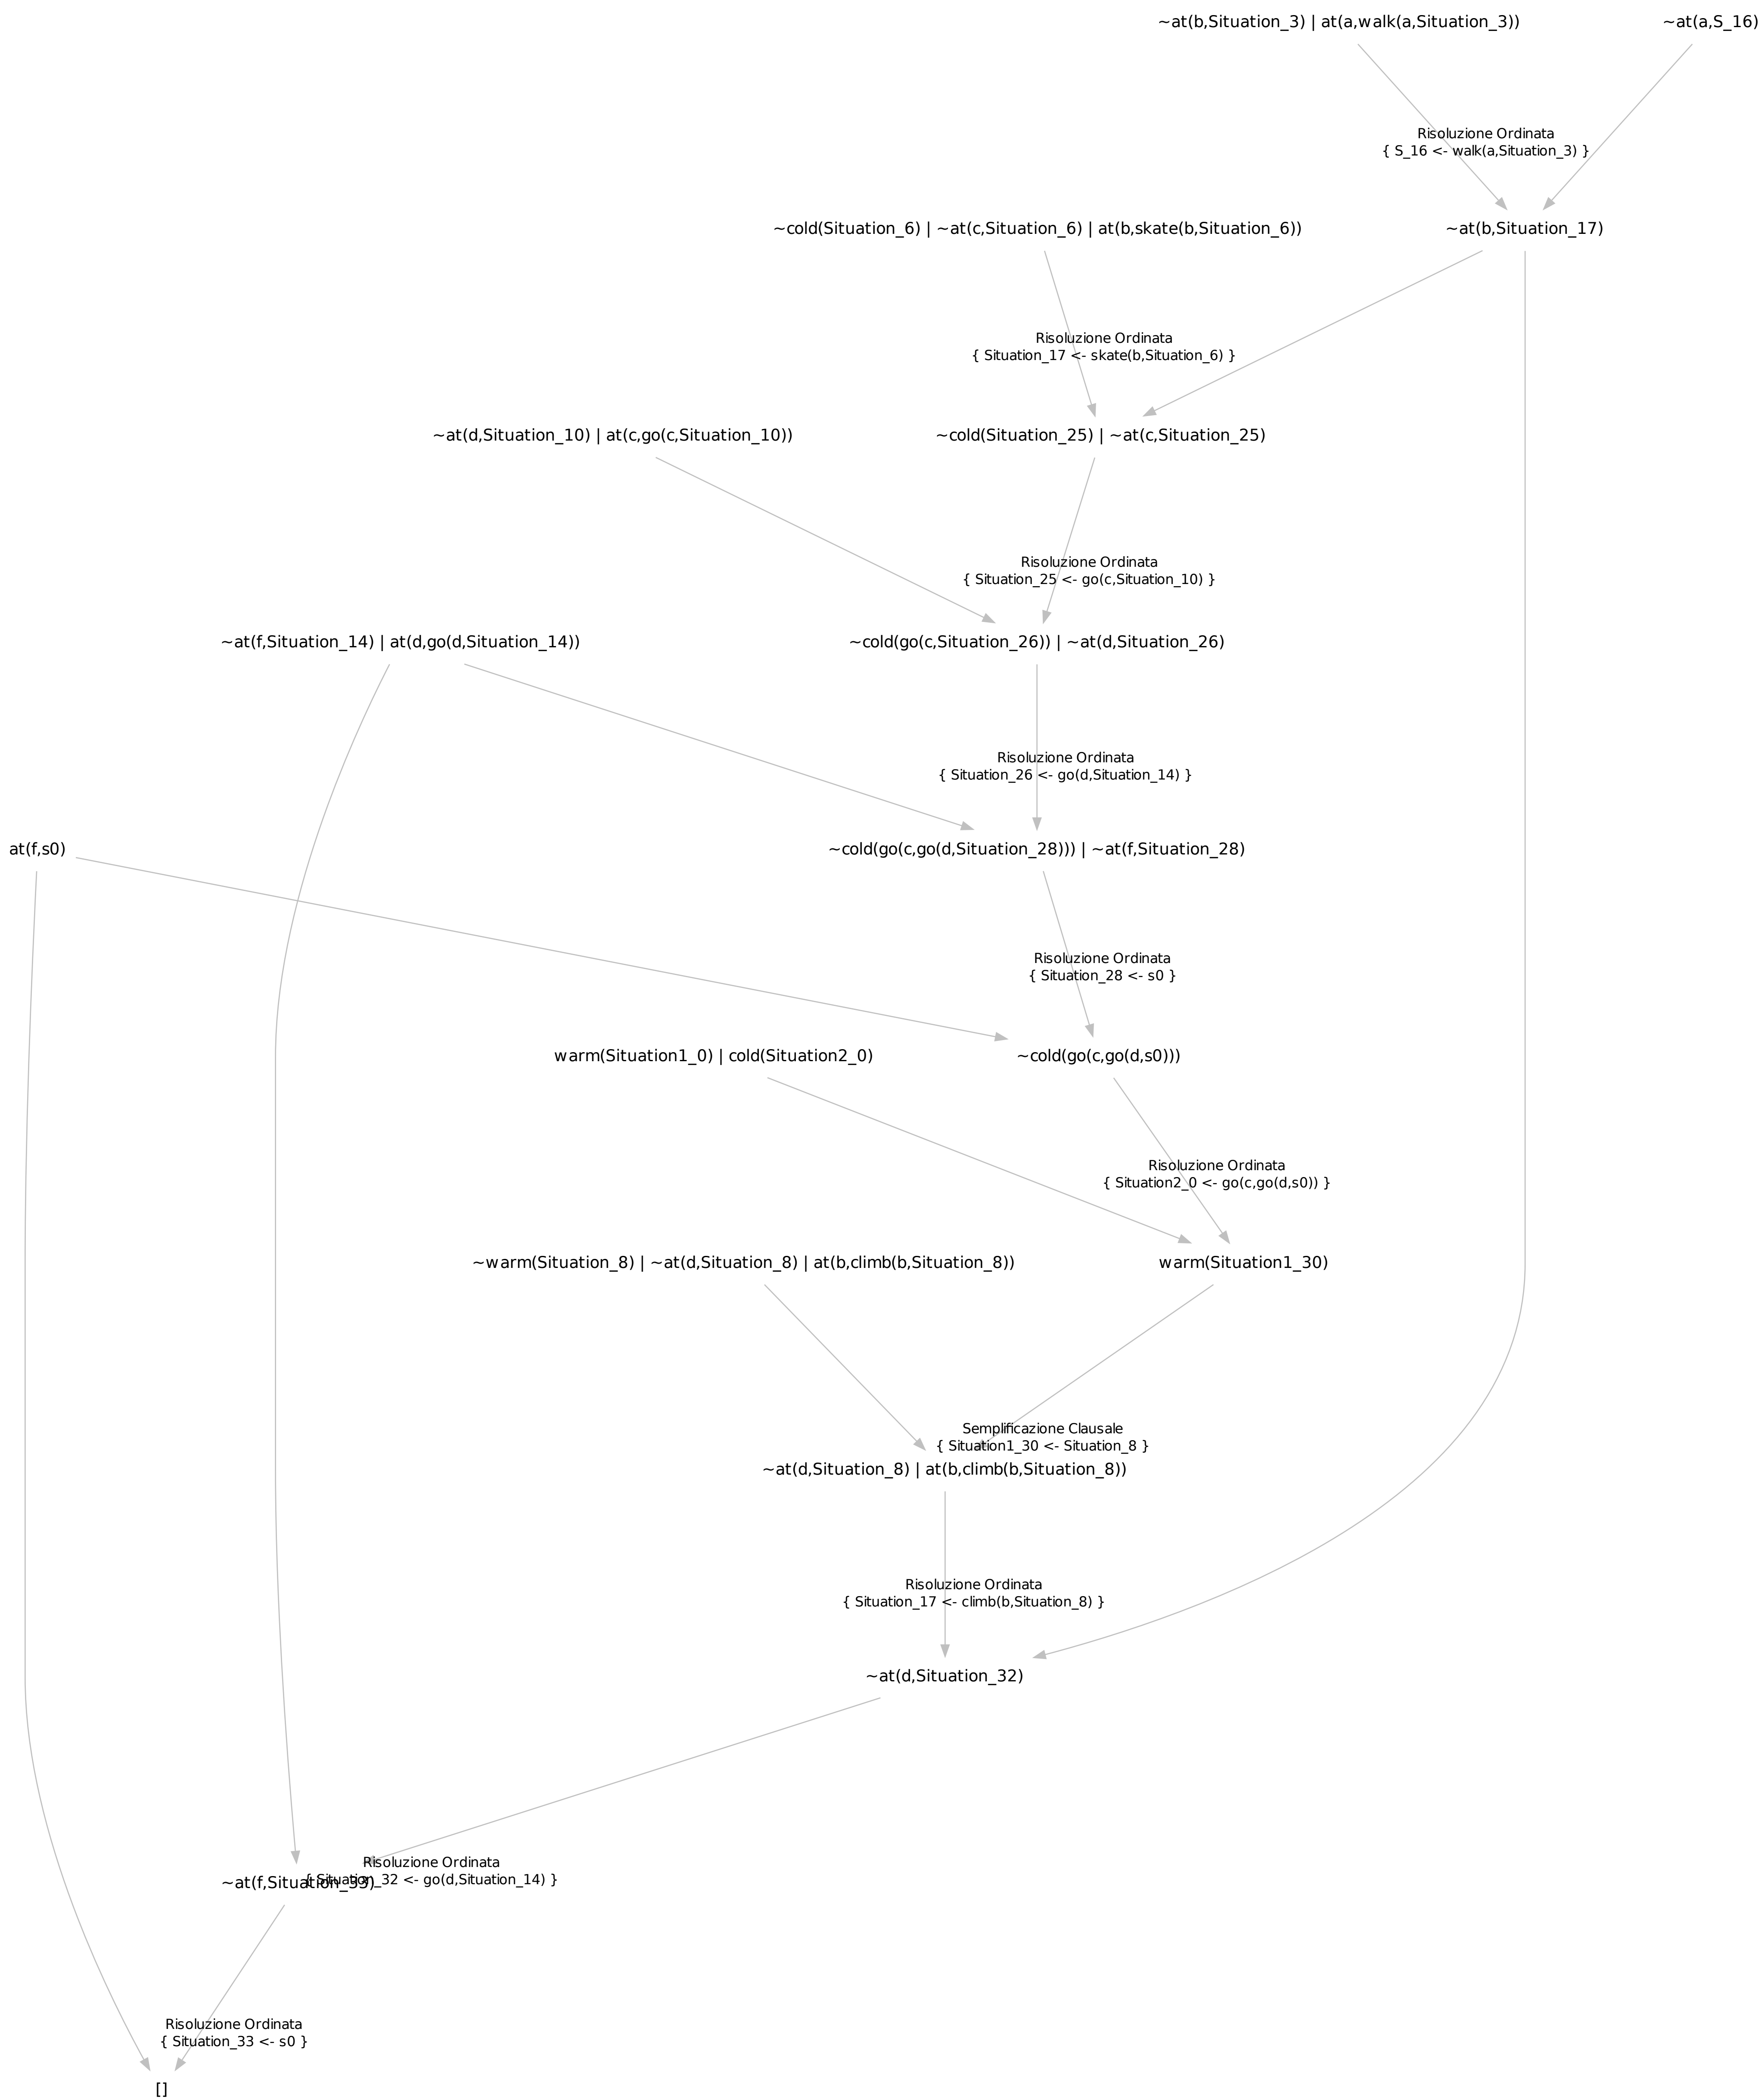 ~at(b,Situation_3) | at(a,walk(a,Situation_3))
~at(a,S_16)
Risoluzione Ordinata
{ S_16 <- walk(a,Situation_3) }
~cold(Situation_6) | ~at(c,Situation_6) | at(b,skate(b,Situation_6))
~at(b,Situation_17)
Risoluzione Ordinata
{ Situation_17 <- skate(b,Situation_6) }
~at(d,Situation_10) | at(c,go(c,Situation_10))
~cold(Situation_25) | ~at(c,Situation_25)
Risoluzione Ordinata
{ Situation_25 <- go(c,Situation_10) }
~at(f,Situation_14) | at(d,go(d,Situation_14))
~cold(go(c,Situation_26)) | ~at(d,Situation_26)
Risoluzione Ordinata
{ Situation_26 <- go(d,Situation_14) }
at(f,s0)
~cold(go(c,go(d,Situation_28))) | ~at(f,Situation_28)
Risoluzione Ordinata
{ Situation_28 <- s0 }
warm(Situation1_0) | cold(Situation2_0)
~cold(go(c,go(d,s0)))
Risoluzione Ordinata
{ Situation2_0 <- go(c,go(d,s0)) }
~warm(Situation_8) | ~at(d,Situation_8) | at(b,climb(b,Situation_8))
warm(Situation1_30)
Semplificazione Clausale
{ Situation1_30 <- Situation_8 }
~at(d,Situation_8) | at(b,climb(b,Situation_8))
Risoluzione Ordinata
{ Situation_17 <- climb(b,Situation_8) }
~at(d,Situation_32)
Risoluzione Ordinata
{ Situation_32 <- go(d,Situation_14) }
~at(f,Situation_33)
Risoluzione Ordinata
{ Situation_33 <- s0 }
[]